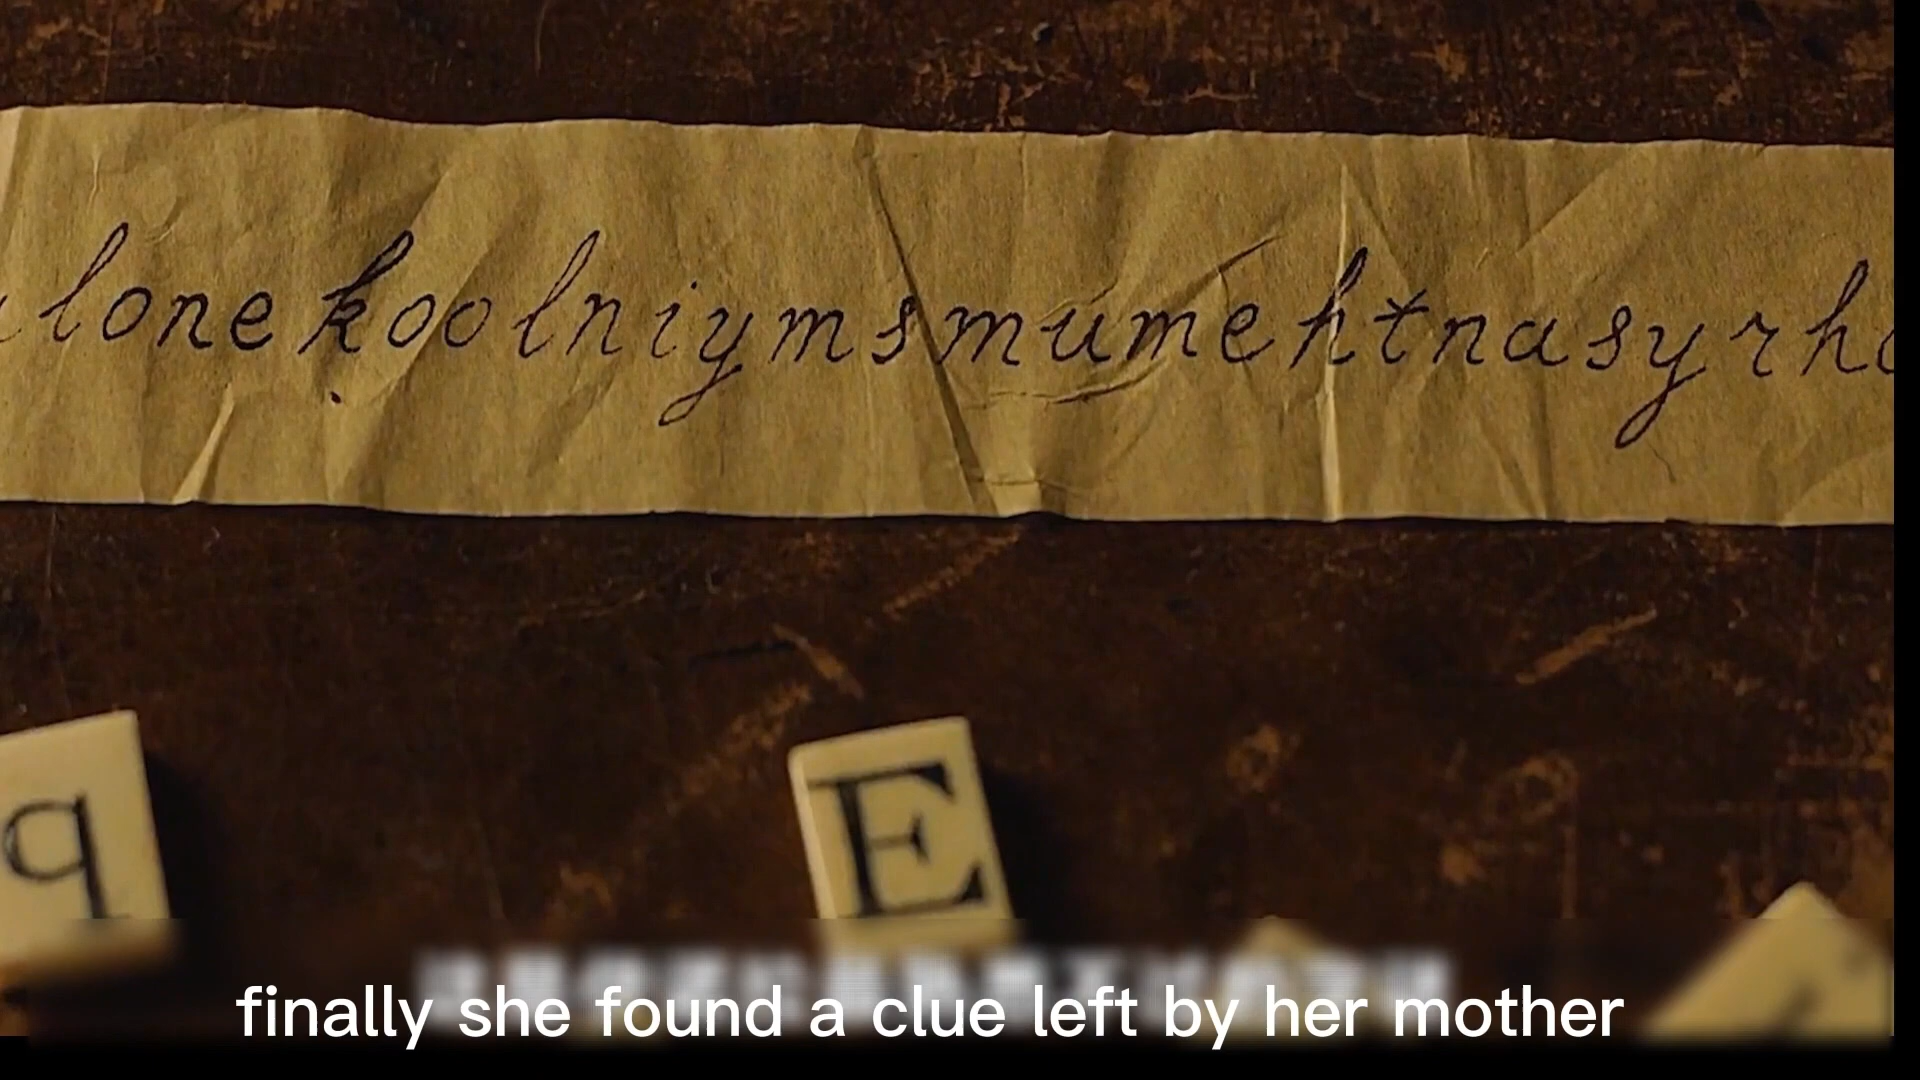 lonekoolniymsmumehtnasyrh
q
E
finally she found a clue left by her mother